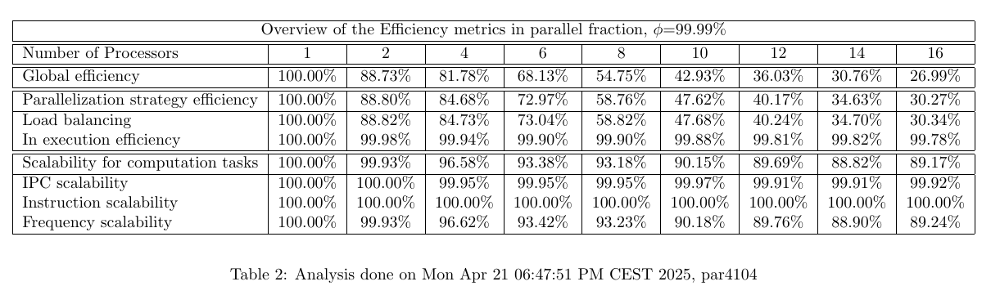 Overview of the Efficiency metrics in parallel fraction, ϕ=99.99%
Number of Processors 1 2 4 6 8 10 12 14 16
Global efficiency 100.00% 88.73% 81.78% 68.13% 54.75% 42.93% 36.03% 30.76% 26.99%
Parallelization strategy efficiency 100.00% 88.80% 84.68% 72.97% 58.76% 47.62% 40.17% 34.63% 30.27%
Load balancing 100.00% 88.82% 84.73% 73.04% 58.82% 47.68% 40.24% 34.70% 30.34%
In execution efficiency 100.00% 99.98% 99.94% 99.90% 99.90% 99.88% 99.81% 99.82% 99.78%
Scalability for computation tasks 100.00% 99.93% 96.58% 93.38% 93.18% 90.15% 89.69% 88.82% 89.17%
IPC scalability 100.00% 100.00% 99.95% 99.95% 99.95% 99.97% 99.91% 99.91% 99.92%
Instruction scalability 100.00% 100.00% 100.00% 100.00% 100.00% 100.00% 100.00% 100.00% 100.00%
Frequency scalability 100.00% 99.93% 96.62% 93.42% 93.23% 90.18% 89.76% 88.90% 89.24%
Table 2: Analysis done on Mon Apr 21 06:47:51 PM CEST 2025, par4104